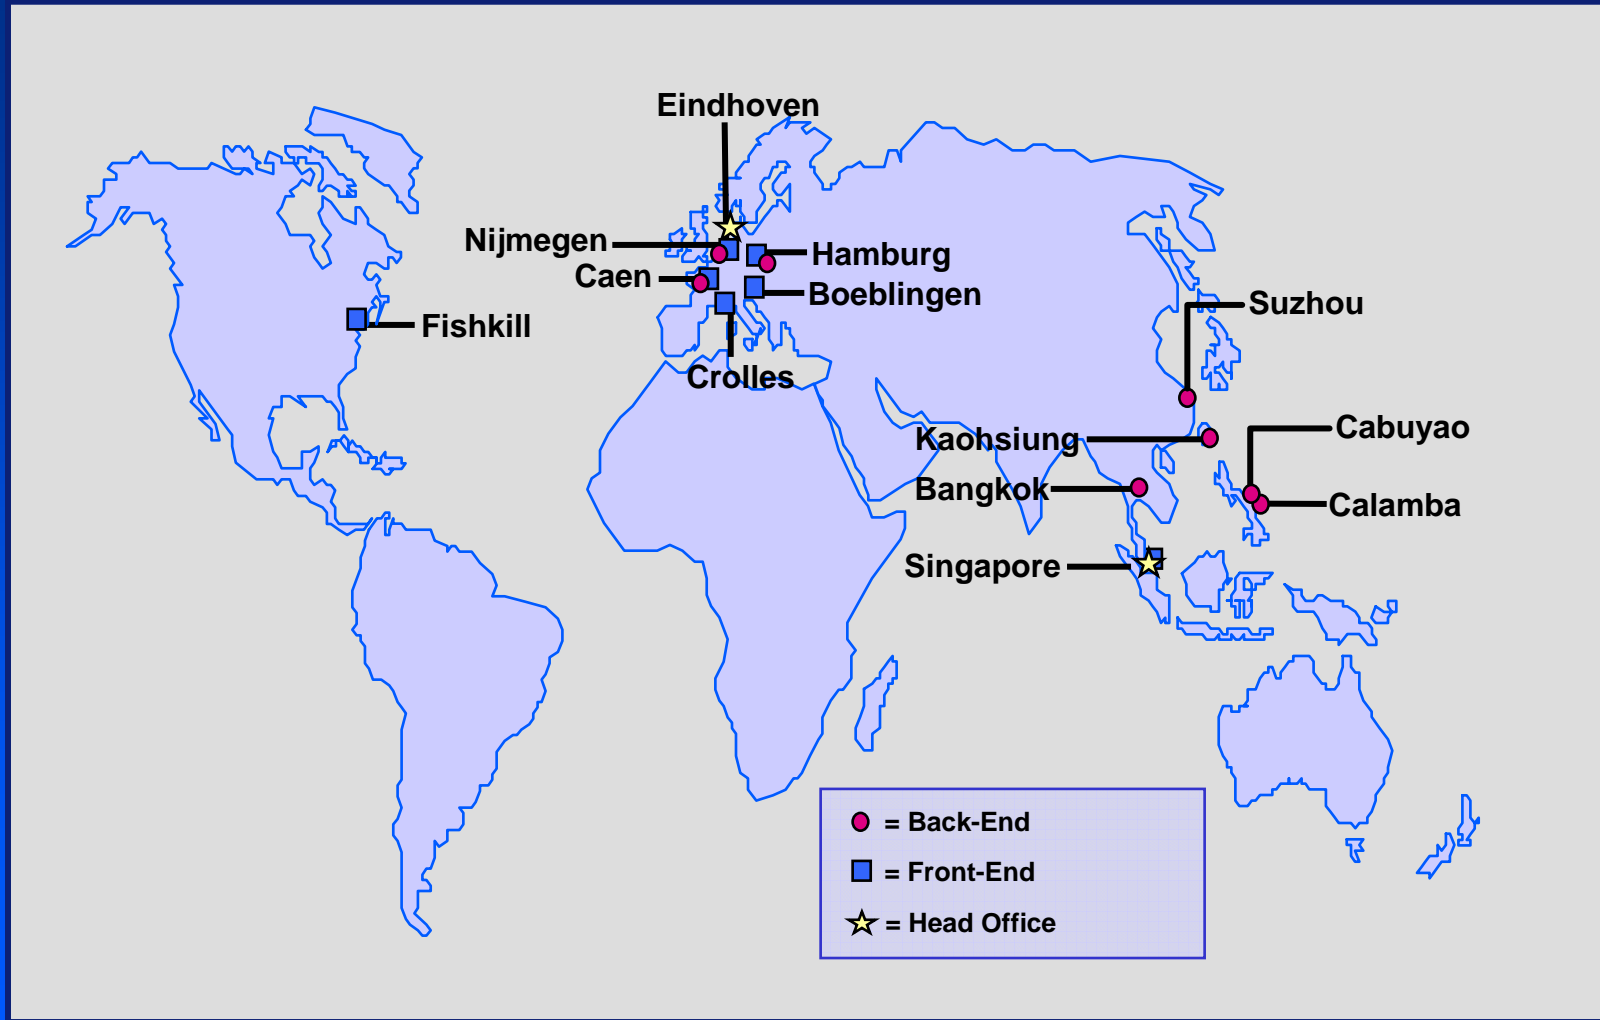 Eindhoven
Nijmegen
Hamburg
Caen
Boeblingen
Suzhou
Fishkill
Crolles
Cabuyao
Kaohsiung
Bangkok
Calamba
Singapore
= Back-End
= Front-End
= Head Office